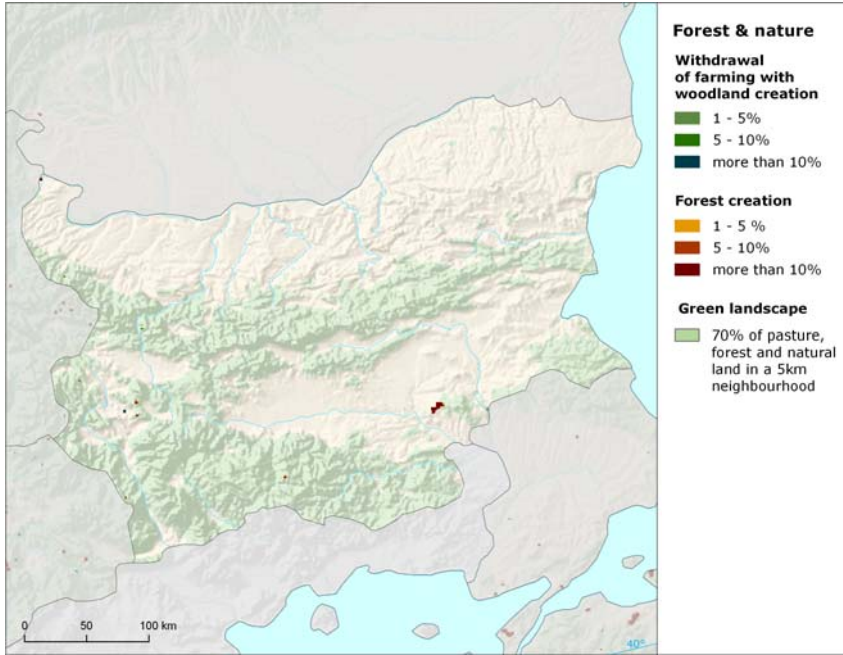 Forest & nature
Withdrawal
of farming with
woodland creation
1 - 5%
5 - 10%
more than 10%
Forest creation
1 - 5 %
5 - 10%
more than 10%
Green landscape
70% of pasture,
forest and natural
land in a 5km
neighbourhood
0 50 100 km
40°